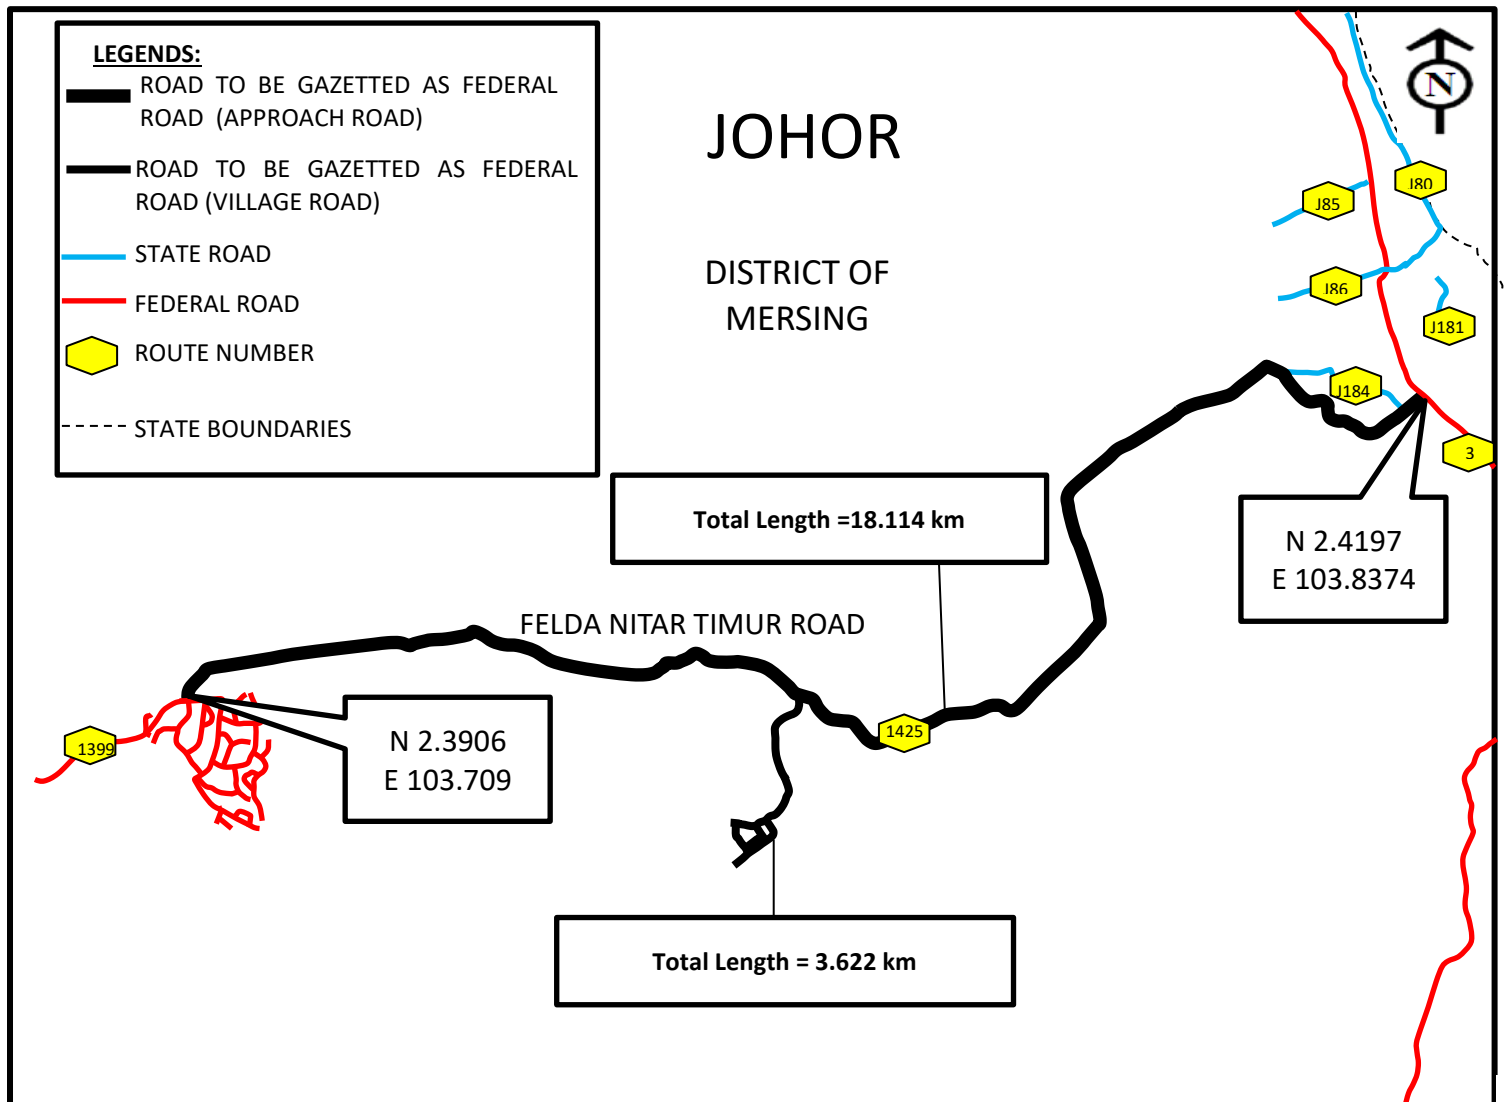 LEGENDS:
ROAD TO BE GAZETTED AS FEDERAL
ROAD (APPROACH ROAD)
ROAD TO BE GAZETTED AS FEDERAL
ROAD (VILLAGE ROAD)
STATE ROAD
FEDERAL ROAD
ROUTE NUMBER
STATE BOUNDARIES
JOHOR
DISTRICT OF
MERSING
N
J80
J85
J86
J181
J184
3
Total Length =18.114 km
N 2.4197
E 103.8374
FELDA NITAR TIMUR ROAD
1399
N 2.3906
E 103.709
1425
Total Length = 3.622 km